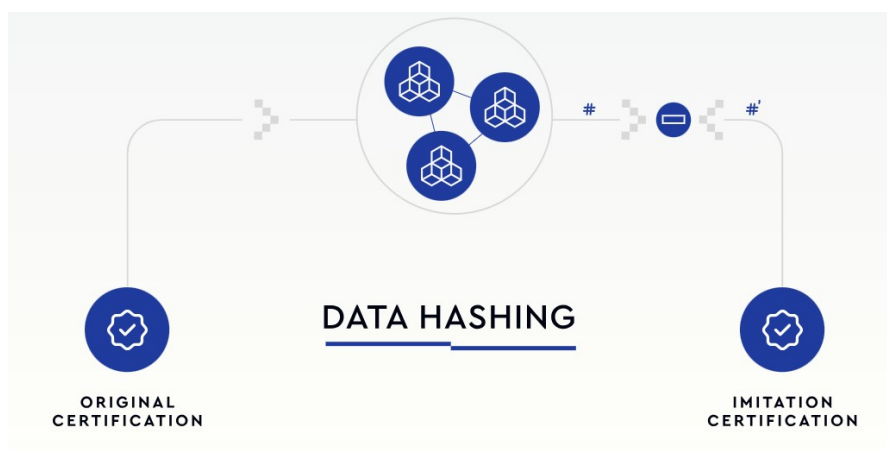 # #'
DATA HASHING
ORIGINAL
CERTIFICATION
IMITATION
CERTIFICATION